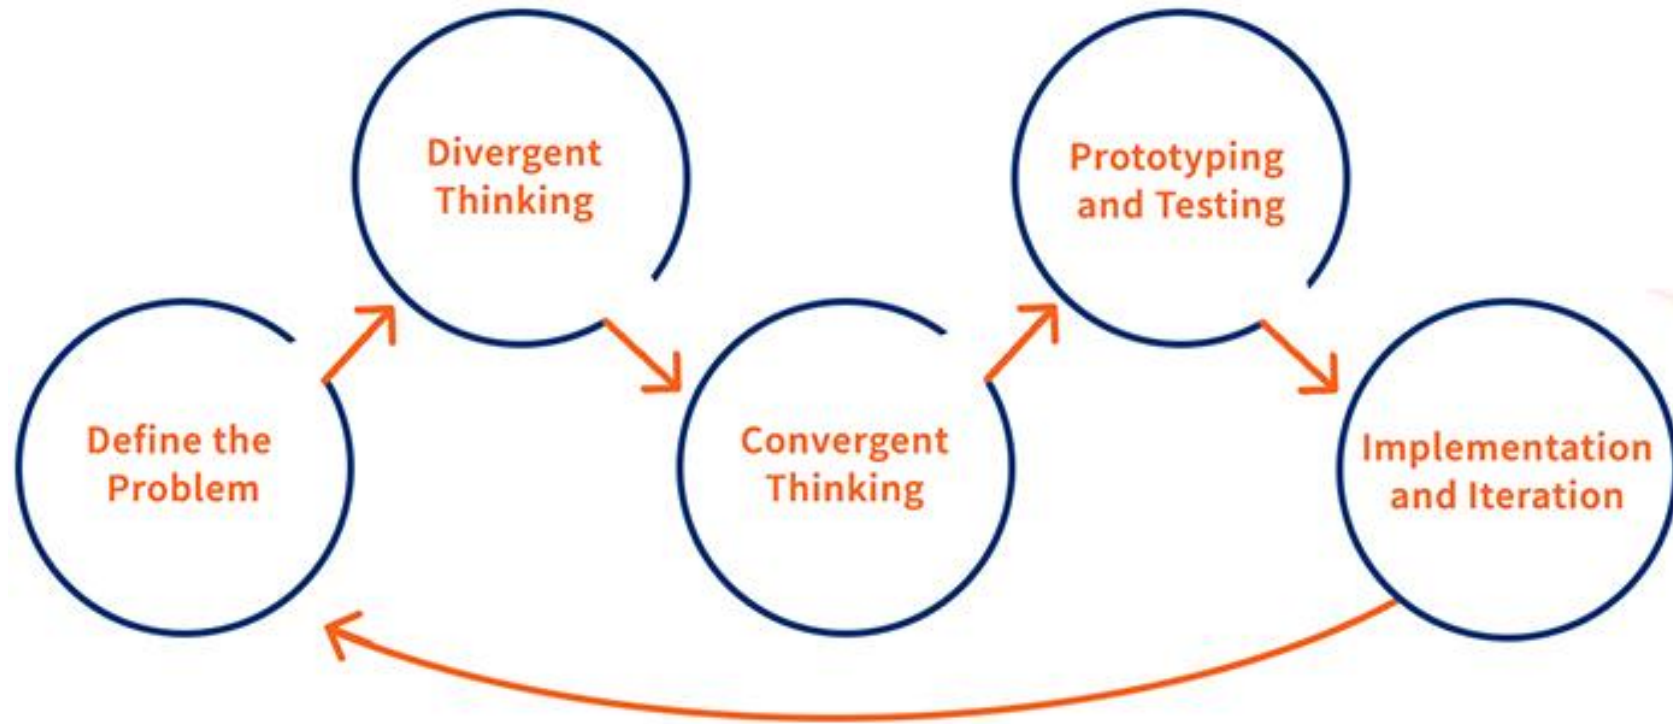 Define the
Problem
Divergent
Thinking
Convergent
Thinking
Prototyping
and Testing
Implementation
and Iteration